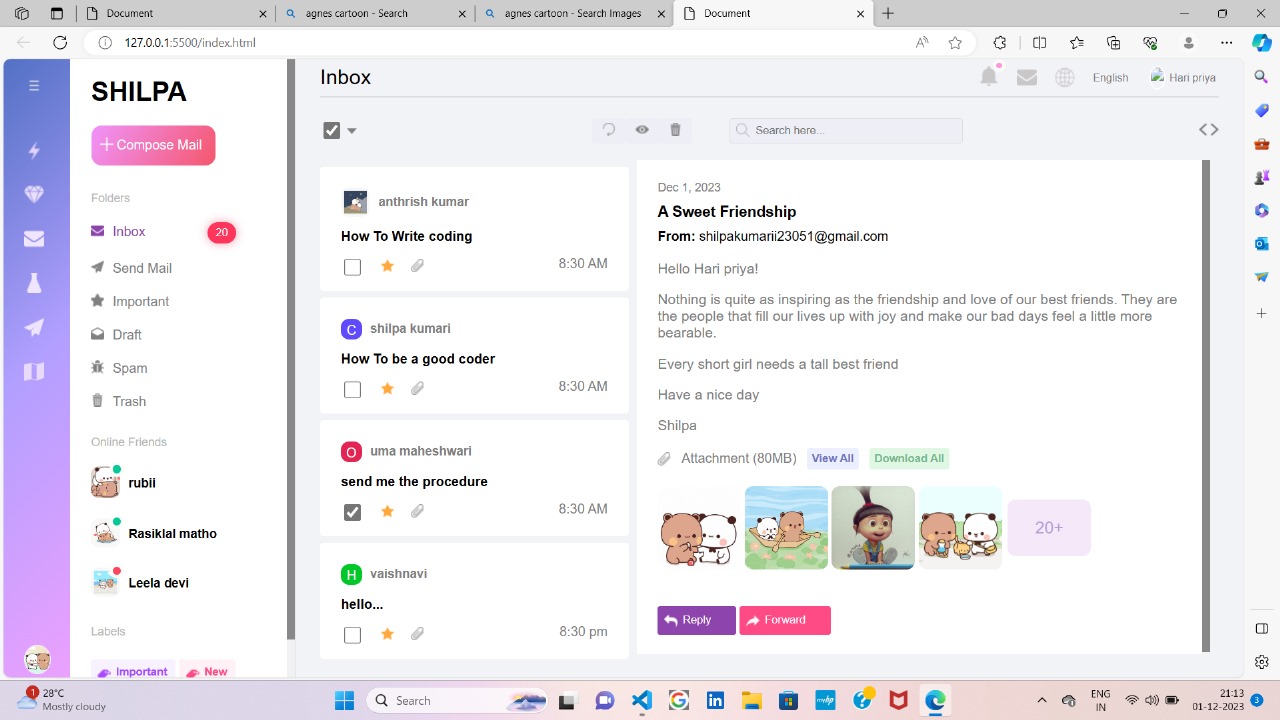 Document
agnes cartoon - Search
agnes cartoon - Search Images
Document
127.0.0.1:5500/index.html
SHILPA
Compose Mail
Folders
Inbox 20
Send Mail
Important
Draft
Spam
Trash
Online Friends
rubii
Rasiklal matho
Leela devi
Labels
Important New
Inbox
English Hari priya
Search here...
anthrish kumar
How To Write coding
8:30 AM
C shilpa kumari
How To be a good coder
8:30 AM
O uma maheshwari
send me the procedure
8:30 AM
H vaishnavi
hello...
8:30 pm
Dec 1, 2023
A Sweet Friendship
From: shilpakumarii23051@gmail.com
Hello Hari priya!
Nothing is quite as inspiring as the friendship and love of our best friends. They are
the people that fill our lives up with joy and make our bad days feel a little more
bearable.
Every short girl needs a tall best friend
Have a nice day
Shilpa
Attachment (80MB) View All Download All
20+
Reply Forward
1 28°C
Mostly cloudy
Search
ENG
IN
21:13
01-12-2023
3